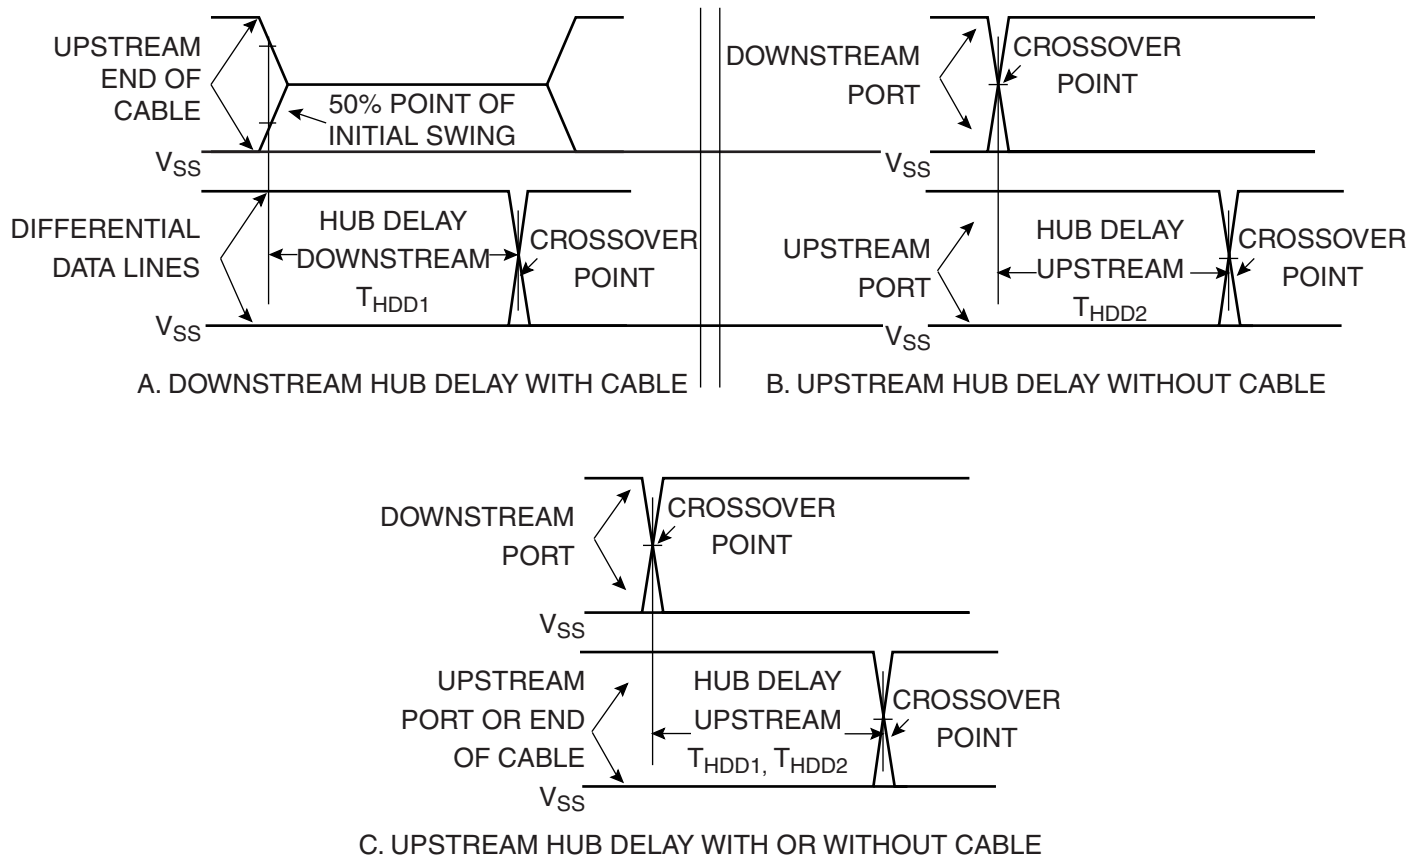 UPSTREAM
END OF
CABLE
50% POINT OF
INITIAL SWING
VSS
DIFFERENTIAL
DATA LINES
HUB DELAY
DOWNSTREAM
THDD1
CROSSOVER
POINT
VSS
A. DOWNSTREAM HUB DELAY WITH CABLE
DOWNSTREAM
PORT
CROSSOVER
POINT
VSS
UPSTREAM
PORT
HUB DELAY
UPSTREAM
THDD2
CROSSOVER
POINT
VSS
B. UPSTREAM HUB DELAY WITHOUT CABLE
DOWNSTREAM
PORT
CROSSOVER
POINT
VSS
UPSTREAM
PORT OR END
OF CABLE
HUB DELAY
UPSTREAM
THDD1, THDD2
CROSSOVER
POINT
VSS
C. UPSTREAM HUB DELAY WITH OR WITHOUT CABLE